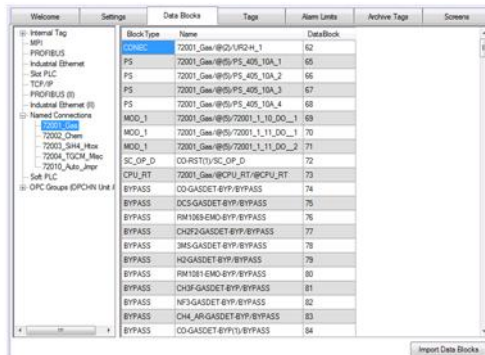 Welcome
Settings
Data Blocks
Tags
Alarm Limits
Archive Tags
Screens
Internal Tag
MPI
PROFIBUS
Industrial Ethernet
Slot PLC
TCP/IP
PROFIBUS (II)
Industrial Ethernet (II)
Named Connections
72001_Gas
72002_Chem
72003_SiH4_Htox
72004_TGCM_Misc
72010_Auto_Jmpr
Soft PLC
OPC Groups (OPCHN Unit
Block Type Name DataBlock
CONEC 72001_Gas/@(2)/UR2-H_1 62
PS 72001_Gas/@(5)/PS_405_10A_1 65
PS 72001_Gas/@(5)/PS_405_10A_2 66
PS 72001_Gas/@(5)/PS_405_10A_3 67
PS 72001_Gas/@(5)/PS_405_10A_4 68
MOD_1 72001_Gas/@(5)/72001_1_10_DO__1 69
MOD_1 72001_Gas/@(5)/72001_1_11_DO__1 70
MOD_1 72001_Gas/@(5)/72001_1_11_DO__2 71
SC_OP_D CO-RST(1)/SC_OP_D 72
CPU_RT 72001_Gas/@CPU_RT/@CPU_RT 73
BYPASS CO-GASDET-BYP/BYPASS 74
BYPASS DCS-GASDET-BYP/BYPASS 75
BYPASS RM1069-EMO-BYP/BYPASS 76
BYPASS CH2F2-GASDET-BYP/BYPASS 77
BYPASS 3MS-GASDET-BYP/BYPASS 78
BYPASS H2-GASDET-BYP/BYPASS 79
BYPASS RM1081-EMO-BYP/BYPASS 80
BYPASS CH3F-GASDET-BYP/BYPASS 81
BYPASS NF3-GASDET-BYP/BYPASS 82
BYPASS CH4_AR-GASDET-BYP/BYPASS 83
BYPASS CO-GASDET-BYP(1)/BYPASS 84
Import Data Blocks